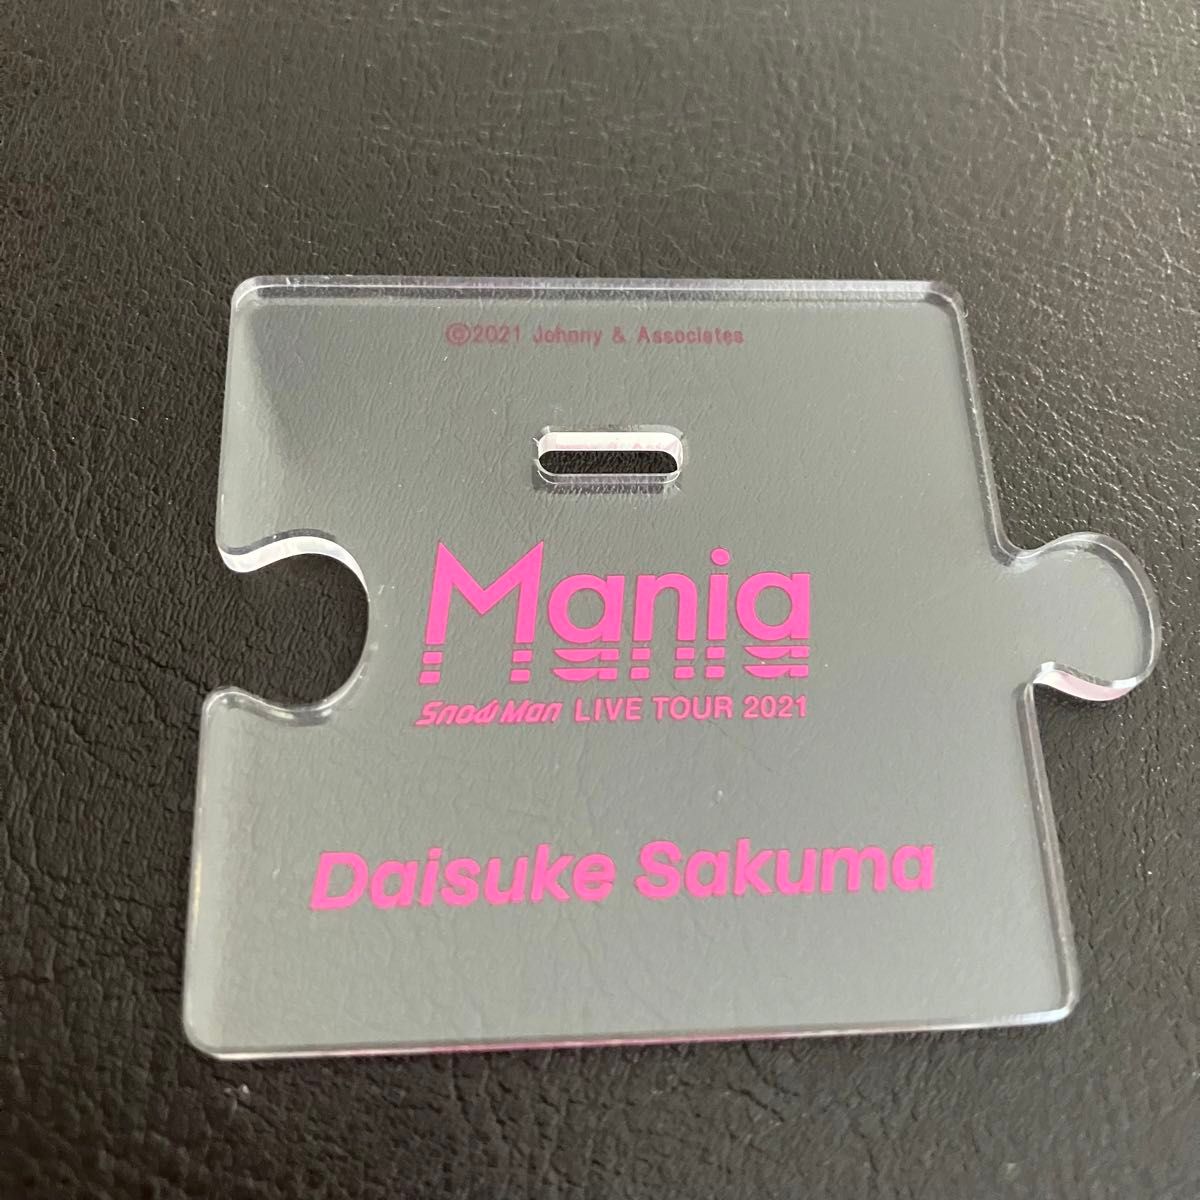 ©2021 Johnny & Associates
Mania
Snow Man LIVE TOUR 2021
Daisuke Sakuma